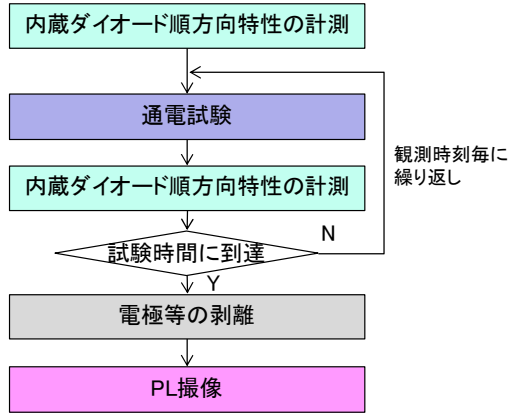 内蔵ダイオード順方向特性の計測
通電試験
観測時刻毎に
繰り返し
内蔵ダイオード順方向特性の計測
試験時間に到達
N
Y
電極等の剥離
PL撮像